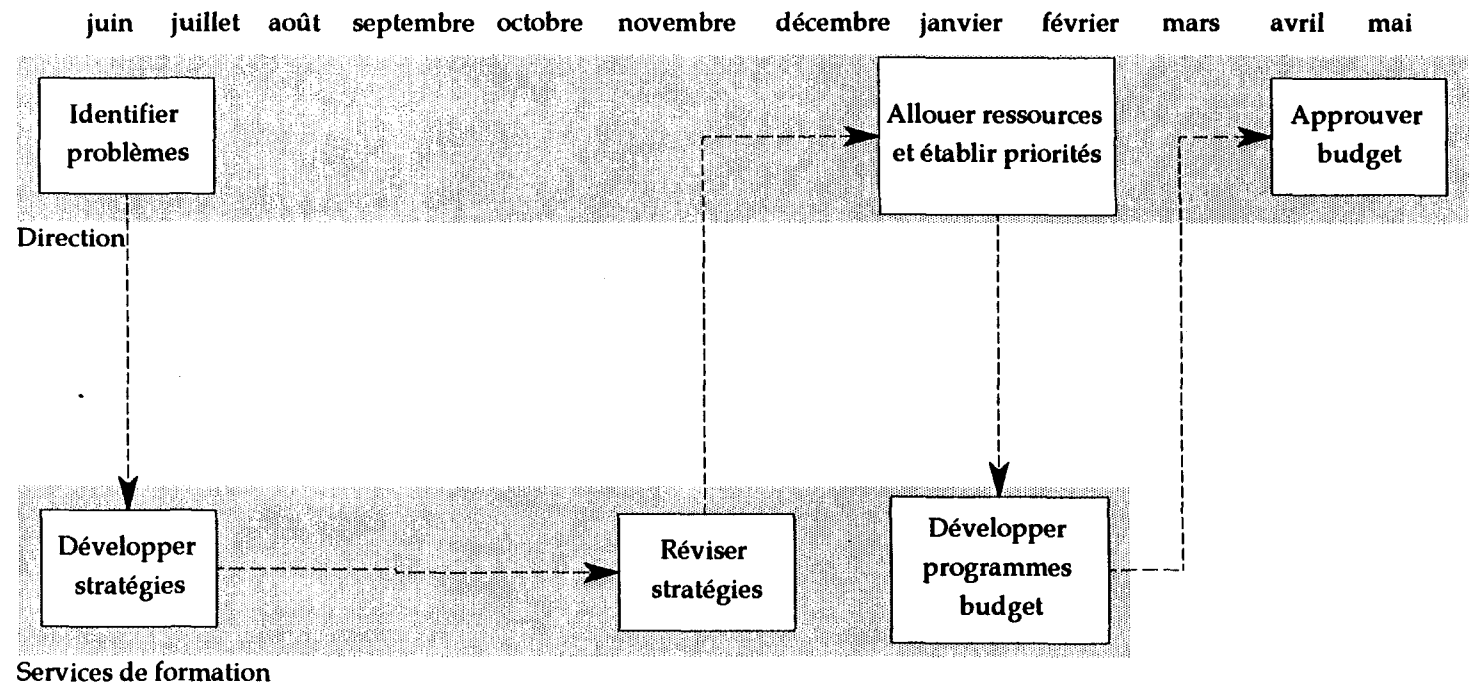 juin juillet août septembre octobre novembre décembre janvier février mars avril mai
Identifier
problèmes
Allouer ressources
et établir priorités
Approuver
budget
Direction
Développer
stratégies
Réviser
stratégies
Développer
programmes
budget
Services de formation